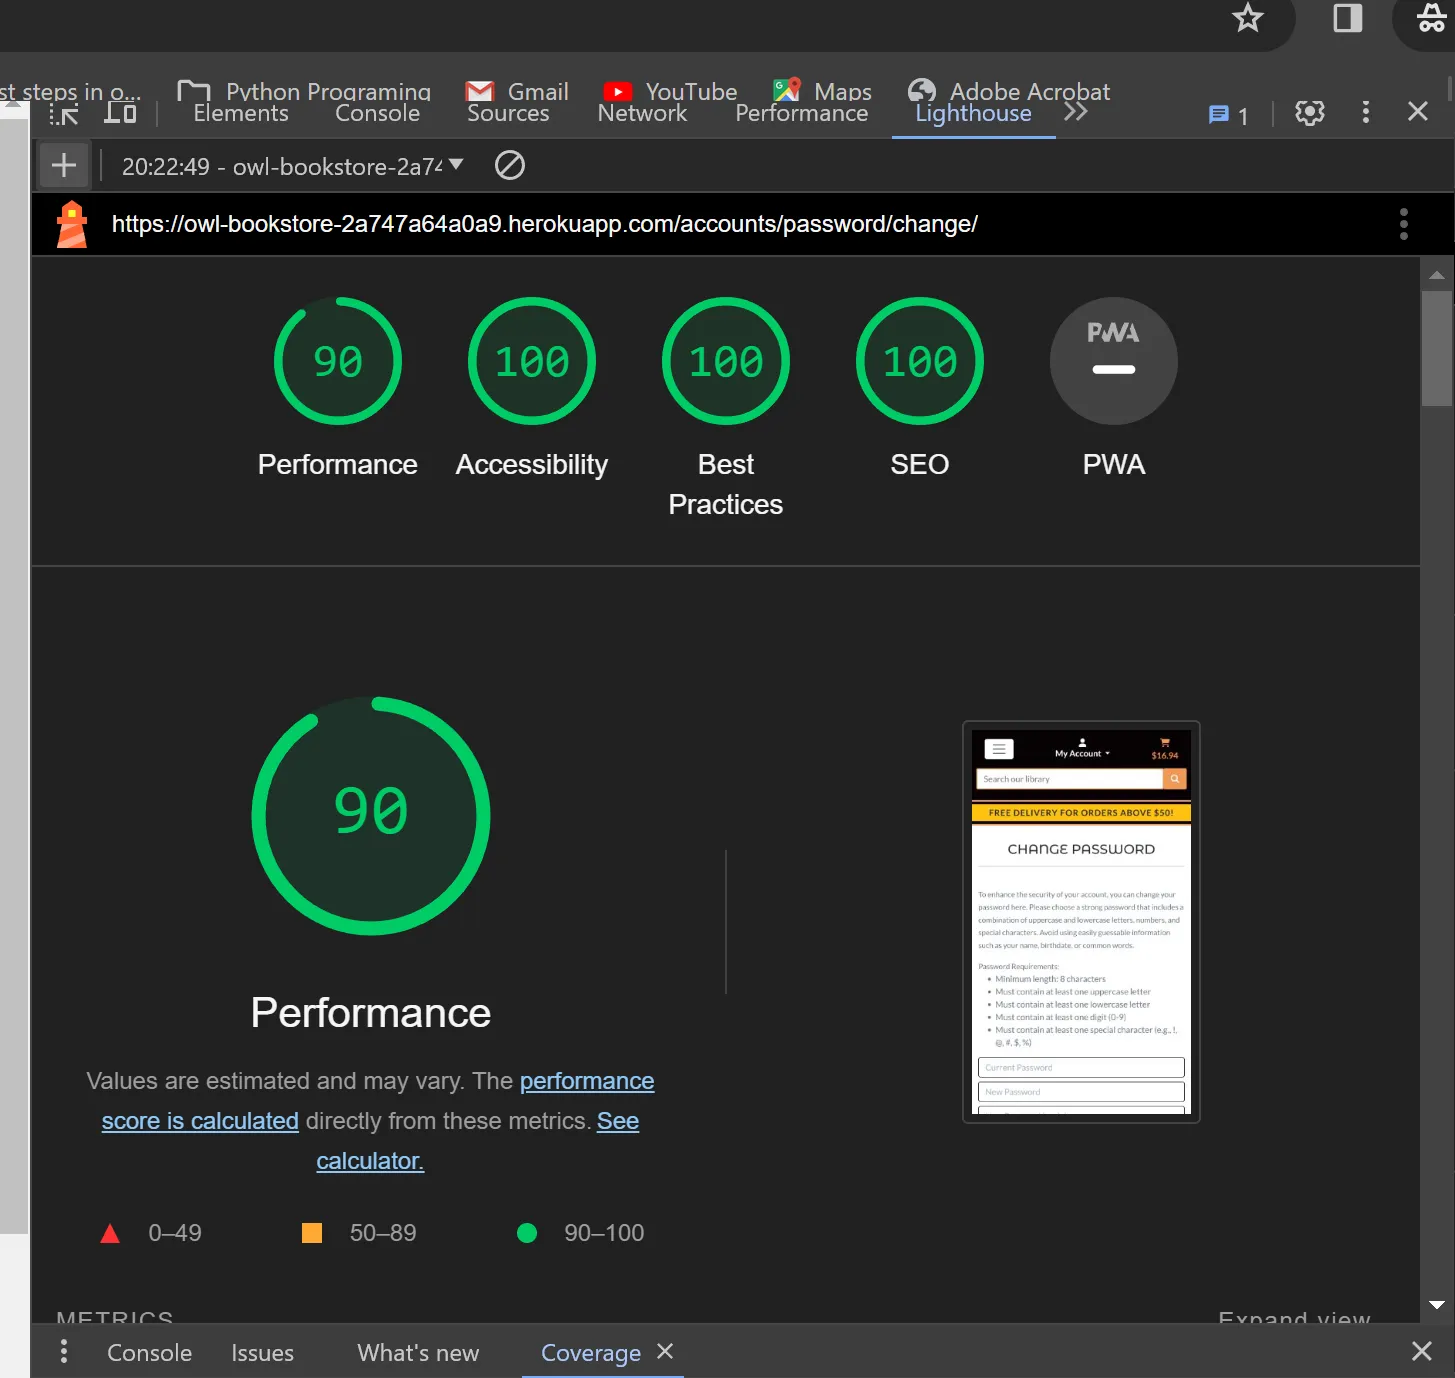 st steps in o...
Python Programing
Gmail
YouTube
Maps
Adobe Acrobat
Elements
Console
Sources
Network
Performance
Lighthouse
1
20:22:49 - owl-bookstore-2a74
https://owl-bookstore-2a747a64a0a9.herokuapp.com/accounts/password/change/
90
100
100
100
PWA
Performance
Accessibility
Best
Practices
SEO
PWA
90
Performance
Values are estimated and may vary. The performance
score is calculated directly from these metrics. See
calculator.
0–49
50–89
90–100
My Account
$16.94
Search our library
FREE DELIVERY FOR ORDERS ABOVE $50!
CHANGE PASSWORD
To enhance the security of your account, you can change your
password here. Please choose a strong password that includes a
combination of uppercase and lowercase letters, numbers, and
special characters. Avoid using easily guessable information
such as your name, birthdate, or common words.
Password Requirements:
Minimum length: 8 characters
Must contain at least one uppercase letter
Must contain at least one lowercase letter
Must contain at least one digit (0-9)
Must contain at least one special character (e.g., !,
@, #, $, %)
Current Password
New Password
METRICS
Expand view
Console
Issues
What's new
Coverage